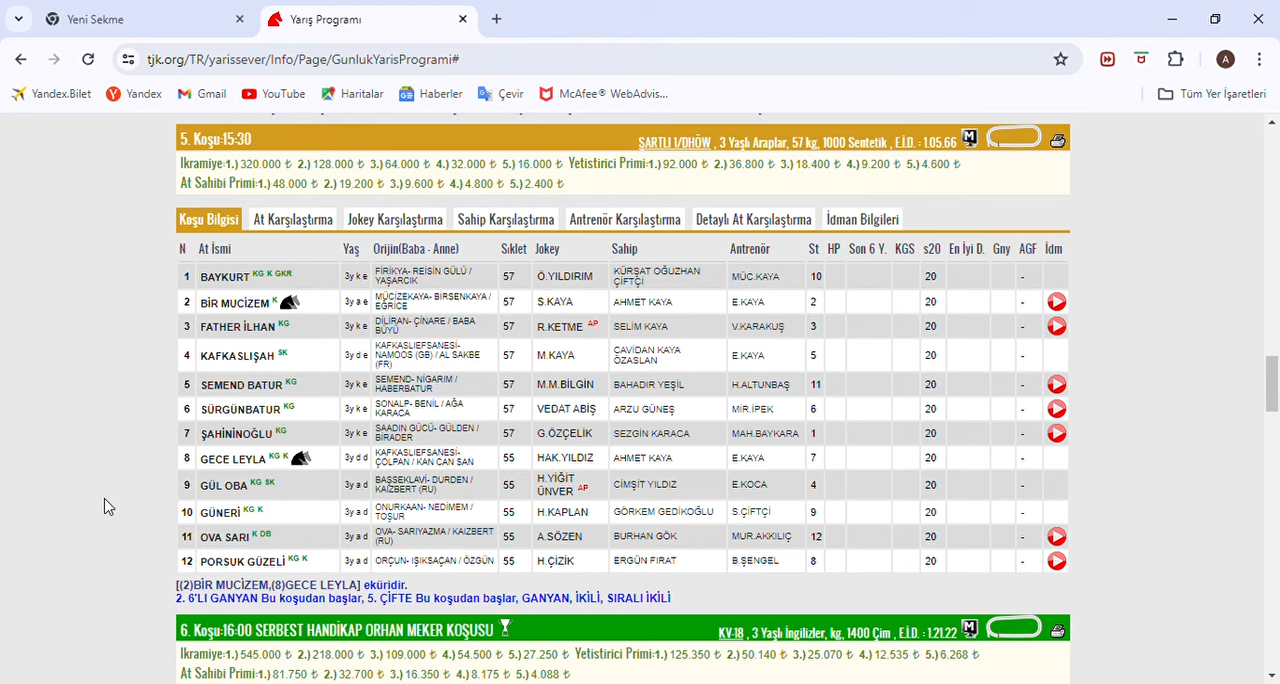 Yeni Sekme
Yarış Programı
tjk.org/TR/yarissever/Info/Page/GunlukYarisProgrami#
A
Yandex.Bilet Yandex Gmail YouTube Haritalar Haberler Çevir McAfee® WebAdvis... Tüm Yer İşaretleri
5. Koşu:15:30 ŞARTLI 1/DHÖW , 3 Yaşlı Araplar, 57 kg, 1000 Sentetik , E.İ.D. : 1.05.66 M
Ikramiye:1.) 320.000 ₺ 2.) 128.000 ₺ 3.) 64.000 ₺ 4.) 32.000 ₺ 5.) 16.000 ₺ Yetistirici Primi:1.) 92.000 ₺ 2.) 36.800 ₺ 3.) 18.400 ₺ 4.) 9.200 ₺ 5.) 4.600 ₺
At Sahibi Primi:1.) 48.000 ₺ 2.) 19.200 ₺ 3.) 9.600 ₺ 4.) 4.800 ₺ 5.) 2.400 ₺
Koşu Bilgisi At Karşılaştırma Jokey Karşılaştırma Sahip Karşılaştırma Antrenör Karşılaştırma Detaylı At Karşılaştırma İdman Bilgileri
N At İsmi Yaş Orijin(Baba - Anne) Sıklet Jokey Sahip Antrenör St HP Son 6 Y. KGS s20 En İyi D. Gny AGF İdm
1 BAYKURT KG K GKR 3y k e FİRİKYA- REİSİN GÜLÜ / YAŞARCIK 57 Ö.YILDIRIM KÜRŞAT OĞUZHAN ÇİFTÇİ MÜC.KAYA 10 20 -
2 BİR MUCİZEM K 3y a e MÜCİZEKAYA- BİRSENKAYA / EĞRİCE 57 S.KAYA AHMET KAYA E.KAYA 2 20 -
3 FATHER İLHAN KG 3y k e DİLİRAN- ÇİNARE / BABA BÜYÜ 57 R.KETME AP SELİM KAYA V.KARAKUŞ 3 20 -
4 KAFKASLIŞAH SK 3y d e KAFKASLIEFSANESİ- NAMOOS (GB) / AL SAKBE (FR) 57 M.KAYA CAVİDAN KAYA ÖZASLAN E.KAYA 5 20 -
5 SEMEND BATUR KG 3y k e SEMEND- NİGARIM / HABERBATUR 57 M.M.BİLGİN BAHADIR YEŞİL H.ALTUNBAŞ 11 20 -
6 SÜRGÜNBATUR KG 3y k e SONALP- BENİL / AĞA KARACA 57 VEDAT ABİŞ ARZU GÜNEŞ MİR.İPEK 6 20 -
7 ŞAHİNİNOĞLU KG 3y k e SAADIN GÜCÜ- GÜLDEN / BİRADER 57 G.ÖZÇELİK SEZGİN KARACA MAH.BAYKARA 1 20 -
8 GECE LEYLA KG K 3y d d KAFKASLIEFSANESİ- ÇOLPAN / KAN CAN SAN 55 HAK.YILDIZ AHMET KAYA E.KAYA 7 20 -
9 GÜL OBA KG SK 3y a d BAŞSEKLAVİ- DURDEN / KAİZBERT (RU) 55 H.YİĞİT ÜNVER AP CİMŞİT YILDIZ E.KOCA 4 20 -
10 GÜNERİ KG K 3y a d ONURKAAN- NEDİMEM / TOŞUR 55 H.KAPLAN GÖRKEM GEDİKOĞLU S.ÇİFTÇİ 9 20 -
11 OVA SARI K DB 3y a d OVA- SARIYAZMA / KAIZBERT (RU) 55 A.SÖZEN BURHAN GÖK MUR.AKKILIÇ 12 20 -
12 PORSUK GÜZELİ KG K 3y a d ORÇUN- IŞIKSAÇAN / ÖZGÜN 55 H.ÇİZİK ERGÜN FIRAT B.ŞENGEL 8 20 -
[(2)BİR MUCİZEM,(8)GECE LEYLA] eküridir.
2. 6'LI GANYAN Bu koşudan başlar, 5. ÇİFTE Bu koşudan başlar, GANYAN, İKİLİ, SIRALI İKİLİ
6. Koşu:16:00 SERBEST HANDİKAP ORHAN MEKER KOŞUSU KV-18 , 3 Yaşlı İngilizler, kg, 1400 Çim , E.İ.D. : 1.21.22 M
Ikramiye:1.) 545.000 ₺ 2.) 218.000 ₺ 3.) 109.000 ₺ 4.) 54.500 ₺ 5.) 27.250 ₺ Yetistirici Primi:1.) 125.350 ₺ 2.) 50.140 ₺ 3.) 25.070 ₺ 4.) 12.535 ₺ 5.) 6.268 ₺
At Sahibi Primi:1.) 81.750 ₺ 2.) 32.700 ₺ 3.) 16.350 ₺ 4.) 8.175 ₺ 5.) 4.088 ₺